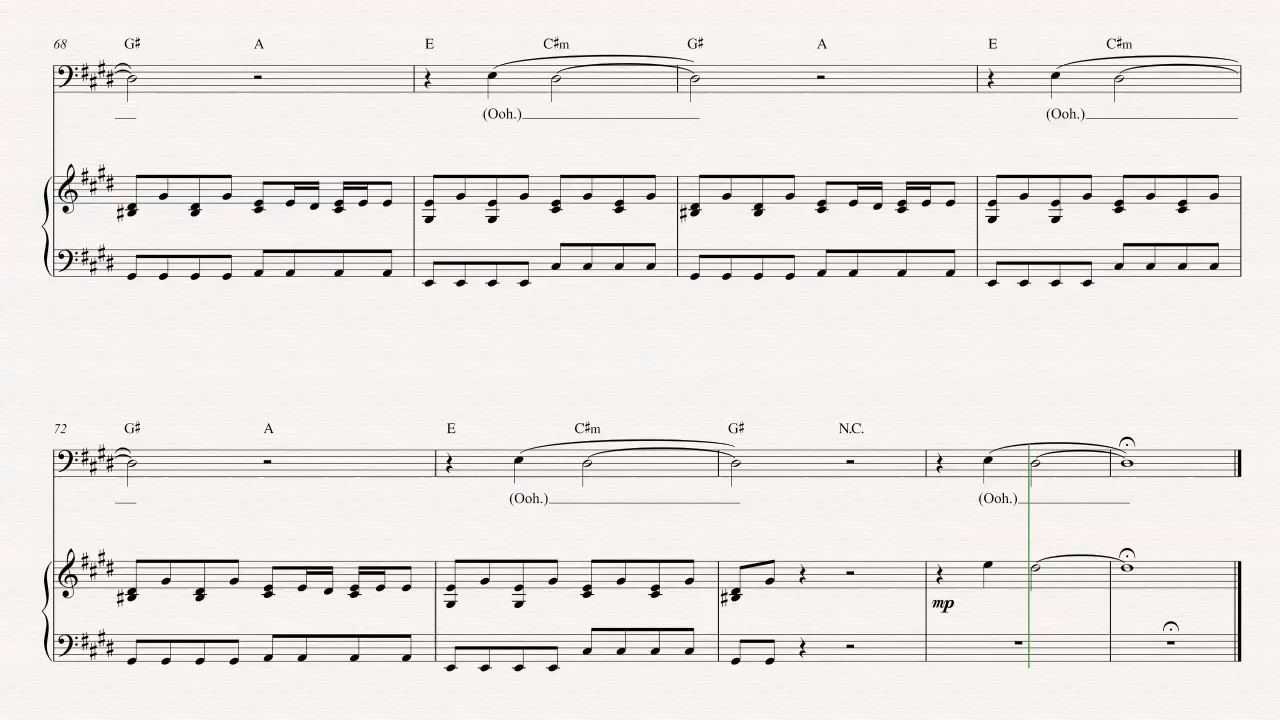 68 G♯ A E C♯m G♯ A E C♯m
(Ooh.) (Ooh.)
72 G♯ A E C♯m G♯ N.C.
(Ooh.) (Ooh.)
mp